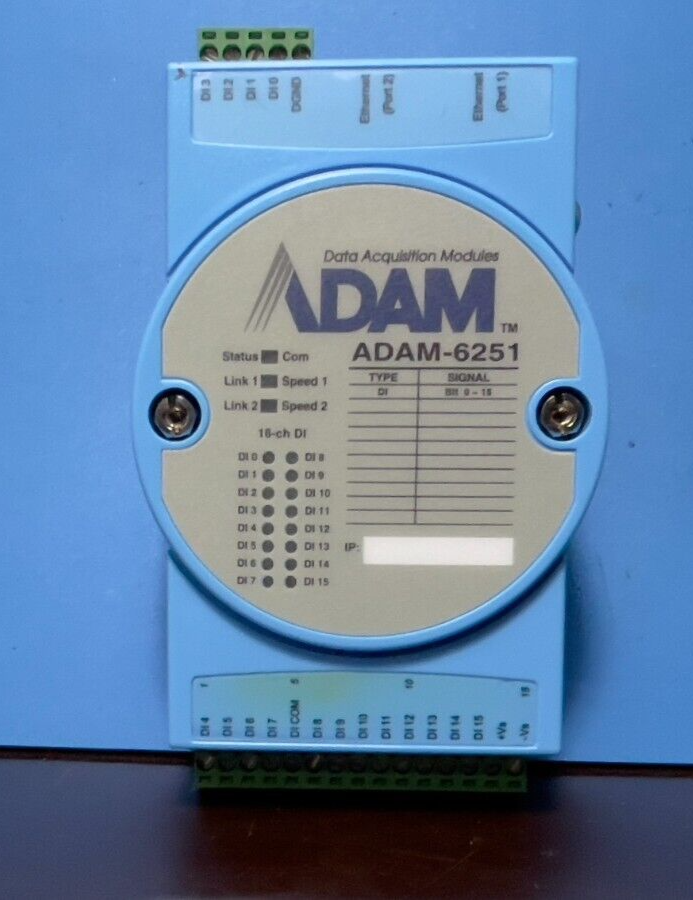 DI 3
DI 2
DI 1
DI 0
DGND
Ethernet
(Port 2)
Ethernet
(Port 1)
Data Acquisition Modules
ADAM TM
ADAM-6251
Status Com
Link 1 Speed 1
Link 2 Speed 2
16-ch DI
TYPE SIGNAL
DI Bit 0 ~ 15
DI 0 DI 8
DI 1 DI 9
DI 2 DI 10
DI 3 DI 11
DI 4 DI 12
DI 5 DI 13
DI 6 DI 14
DI 7 DI 15
IP:
1 5 10 15
DI 4
DI 5
DI 6
DI 7
DI COM
DI 8
DI 9
DI 10
DI 11
DI 12
DI 13
DI 14
DI 15
+Vs
-Vs